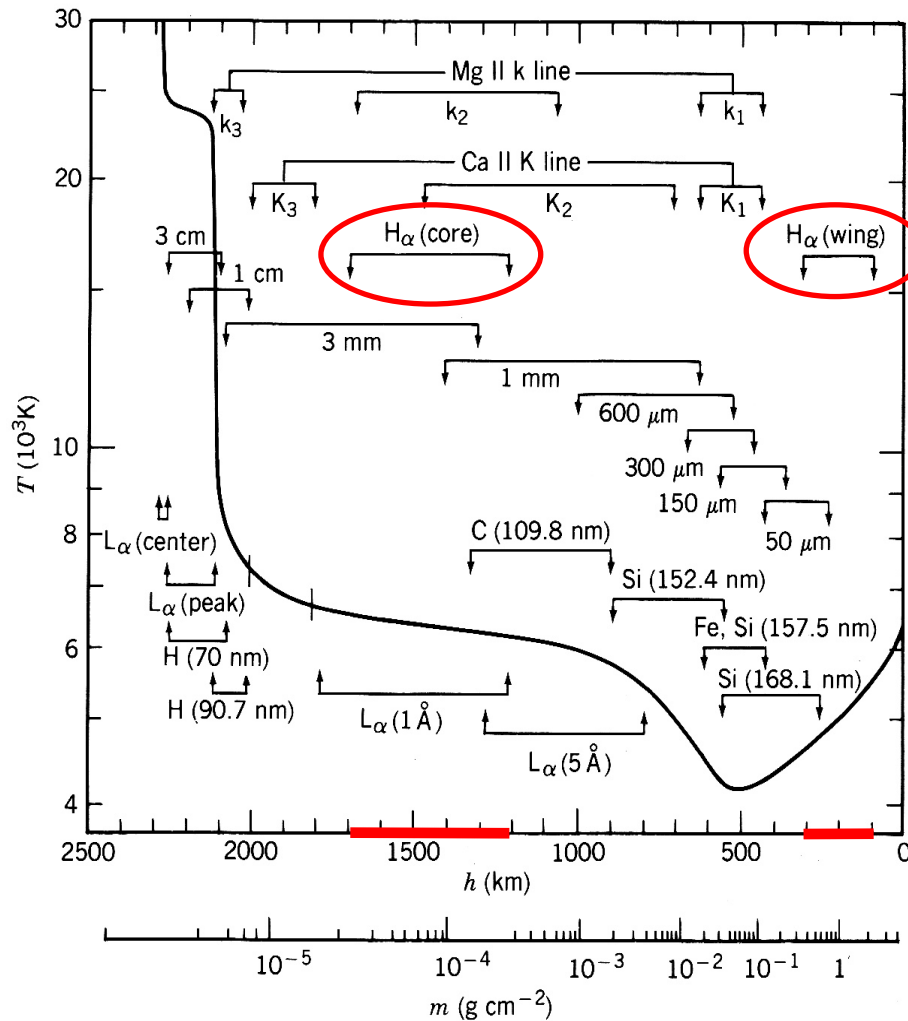 30
Mg II k line
k₃
k₂
k₁
20
Ca II K line
K₃
K₂
K₁
Hα (core)
Hα (wing)
3 cm
1 cm
3 mm
1 mm
600 μm
300 μm
150 μm
50 μm
T (10³K)
10
8
6
4
C (109.8 nm)
Lα (center)
Si (152.4 nm)
Lα (peak)
Fe, Si (157.5 nm)
H (70 nm)
Si (168.1 nm)
H (90.7 nm)
Lα (1 Å)
Lα (5 Å)
2500 2000 1500 1000 500 0
h (km)
10⁻⁵ 10⁻⁴ 10⁻³ 10⁻² 10⁻¹ 1
m (g cm⁻²)